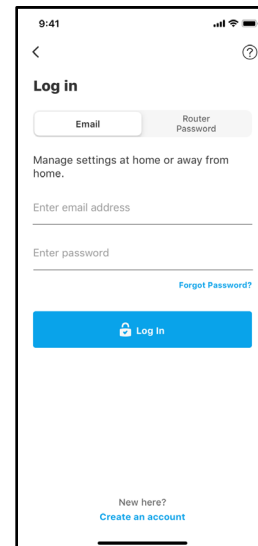 9:41
Log in
Email
Router
Password
Manage settings at home or away from
home.
Enter email address
Enter password
Forgot Password?
Log In
New here?
Create an account